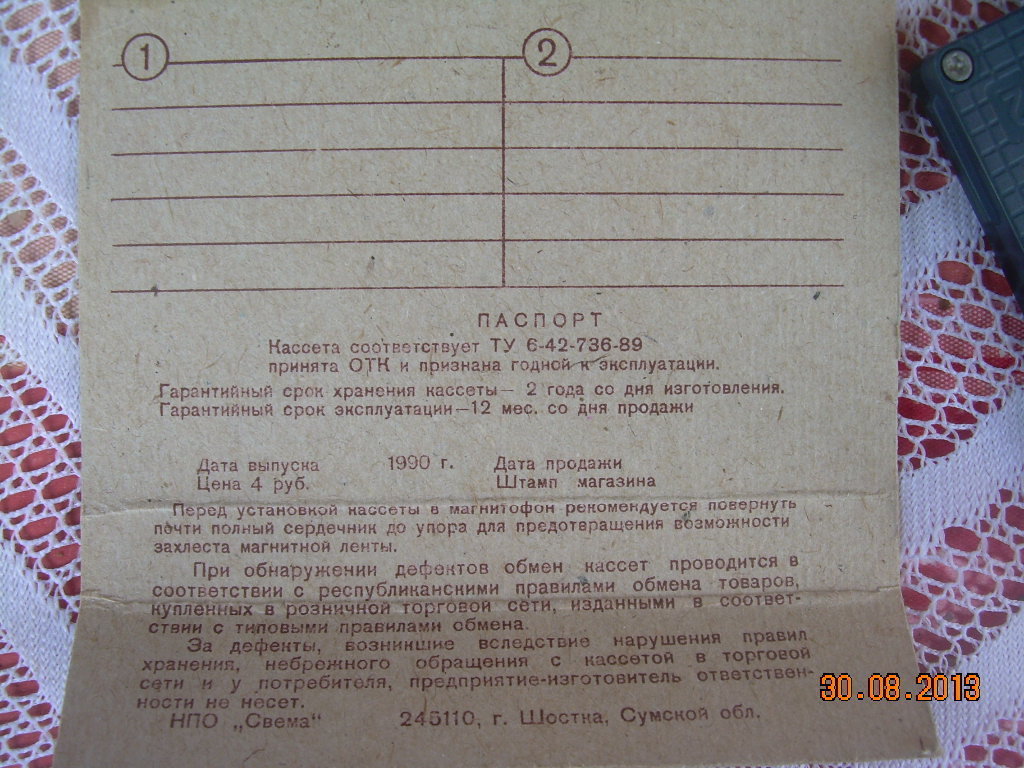 1 2
ПАСПОРТ
Кассета соответствует ТУ 6-42-736-89
принята ОТК и признана годной к эксплуатации.
Гарантийный срок хранения кассеты— 2 года со дня изготовления.
Гарантийный срок эксплуатации—12 мес. со дня продажи
Дата выпуска 1990 г. Дата продажи
Цена 4 руб. Штамп магазина
Перед установкой кассеты в магнитофон рекомендуется повернуть
почти полный сердечник до упора для предотвращения возможности
захлеста магнитной ленты.
При обнаружении дефектов обмен кассет проводится в
соответствии с республиканскими правилами обмена товаров,
купленных в розничной торговой сети, изданными в соответ-
ствии с типовыми правилами обмена.
За дефекты, возникшие вследствие нарушения правил
хранения, небрежного обращения с кассетой в торговой
сети и у потребителя, предприятие-изготовитель ответствен-
ности не несет.
НПО „Свема“ 245110, г. Шостка, Сумской обл.
30.08.2013